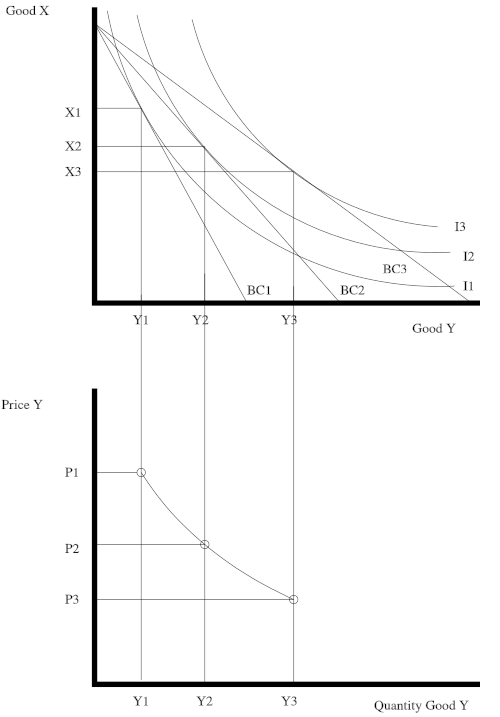 Good X
X1
X2
X3
I3
I2
BC3
I1
BC1
BC2
Y1
Y2
Y3
Good Y
Price Y
P1
P2
P3
Y1
Y2
Y3
Quantity Good Y